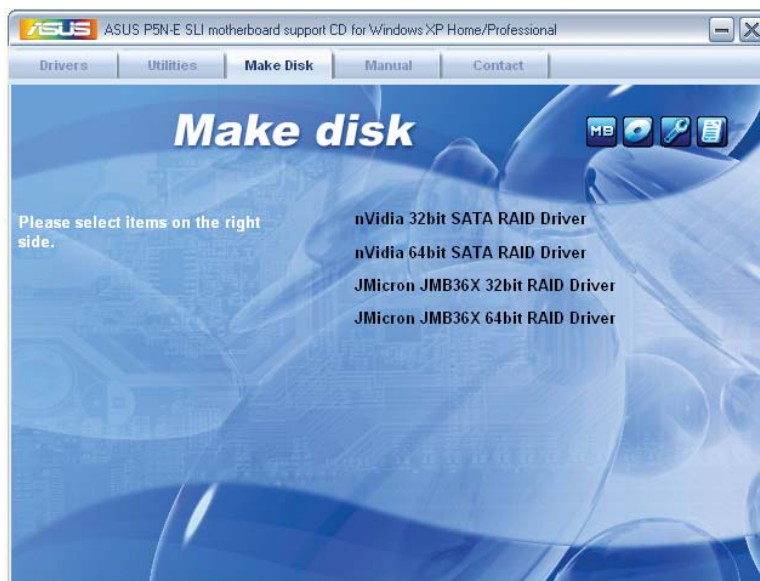 ASUS ASUS P5N-E SLI motherboard support CD for Windows XP Home/Professional
Drivers Utilities Make Disk Manual Contact
Make disk
MB
Please select items on the right
side.
nVidia 32bit SATA RAID Driver
nVidia 64bit SATA RAID Driver
JMicron JMB36X 32bit RAID Driver
JMicron JMB36X 64bit RAID Driver